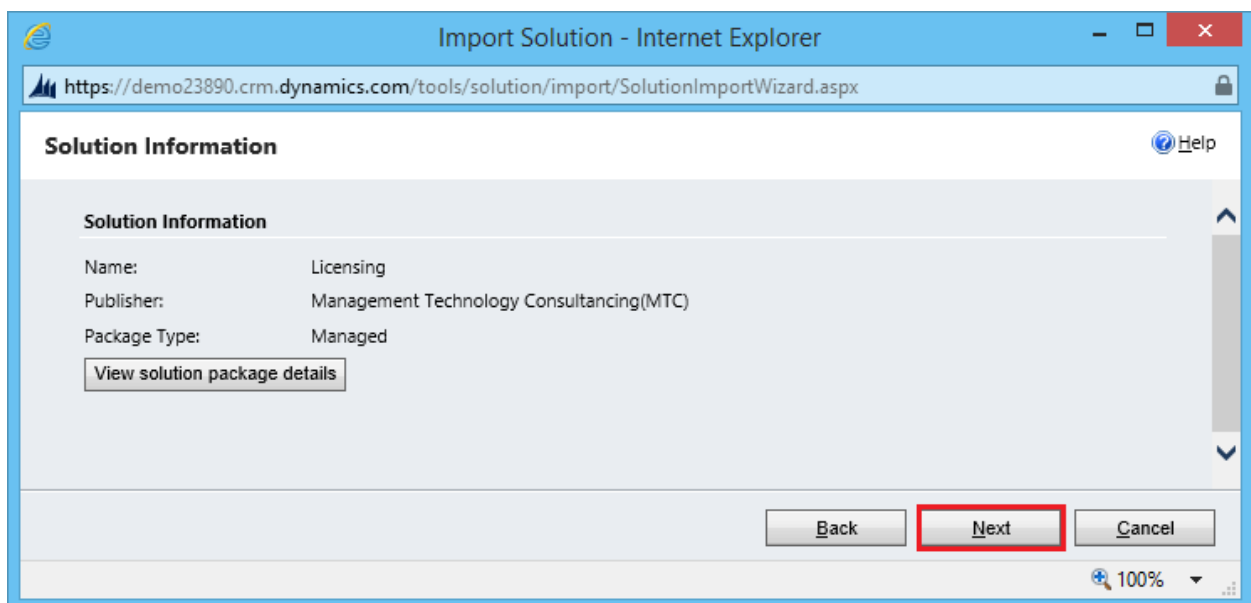 Import Solution - Internet Explorer
https://demo23890.crm.dynamics.com/tools/solution/import/SolutionImportWizard.aspx
Solution Information
Help
Solution Information
Name: Licensing
Publisher: Management Technology Consultancing(MTC)
Package Type: Managed
View solution package details
Back Next Cancel
100%